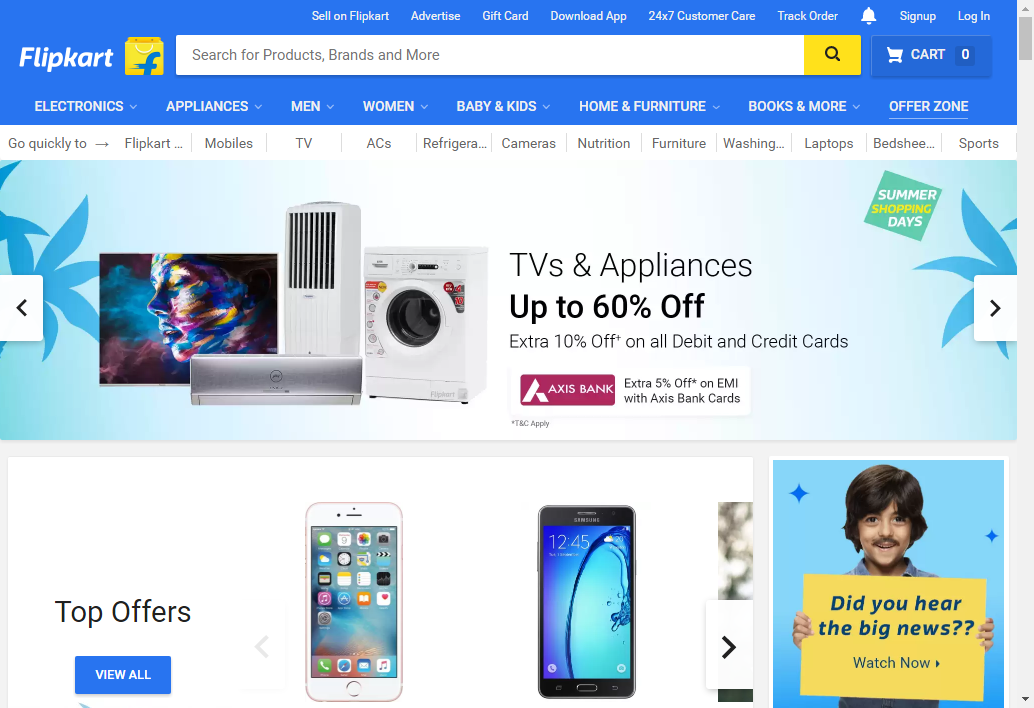 Sell on Flipkart Advertise Gift Card Download App 24x7 Customer Care Track Order Signup Log In
Flipkart
Search for Products, Brands and More
CART 0
ELECTRONICS APPLIANCES MEN WOMEN BABY & KIDS HOME & FURNITURE BOOKS & MORE OFFER ZONE
Go quickly to → Flipkart ... Mobiles TV ACs Refrigera... Cameras Nutrition Furniture Washing... Laptops Bedshee... Sports
SUMMER
SHOPPING
DAYS
TVs & Appliances
Up to 60% Off
Extra 10% Off+ on all Debit and Credit Cards
AXIS BANK
Extra 5% Off* on EMI
with Axis Bank Cards
*T&C Apply
Flipkart
Top Offers
VIEW ALL
SAMSUNG
12:45
Did you hear
the big news??
Watch Now